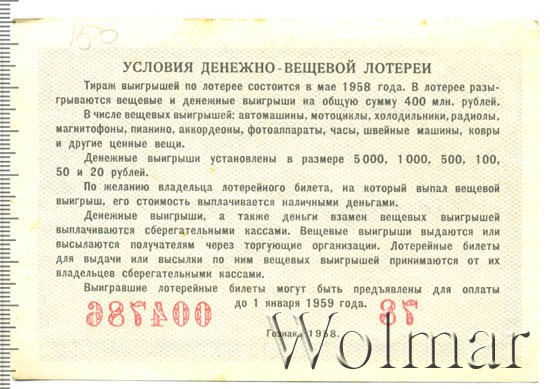 150
УСЛОВИЯ ДЕНЕЖНО-ВЕЩЕВОЙ ЛОТЕРЕИ
Тираж выигрышей по лотерее состоится в мае 1958 года. В лотерее разы-
грываются вещевые и денежные выигрыши на общую сумму 400 млн. рублей.
В числе вещевых выигрышей: автомашины, мотоциклы, холодильники, радиолы,
магнитофоны, пианино, аккордеоны, фотоаппараты, часы, швейные машины, ковры
и другие ценные вещи.
Денежные выигрыши установлены в размере 5 000, 1 000, 500, 100,
50 и 20 рублей.
По желанию владельца лотерейного билета, на который выпал вещевой
выигрыш, его стоимость выплачивается наличными деньгами.
Денежные выигрыши, а также деньги взамен вещевых выигрышей
выплачиваются сберегательными кассами. Вещевые выигрыши выдаются или
высылаются получателям через торгующие организации. Лотерейные билеты
для выдачи или высылки по ним вещевых выигрышей принимаются от их
владельцев сберегательными кассами.
Выигравшие лотерейные билеты могут быть предъявлены для оплаты
до 1 января 1959 года.
004786 37
Гознак. 1958.
Wolmar